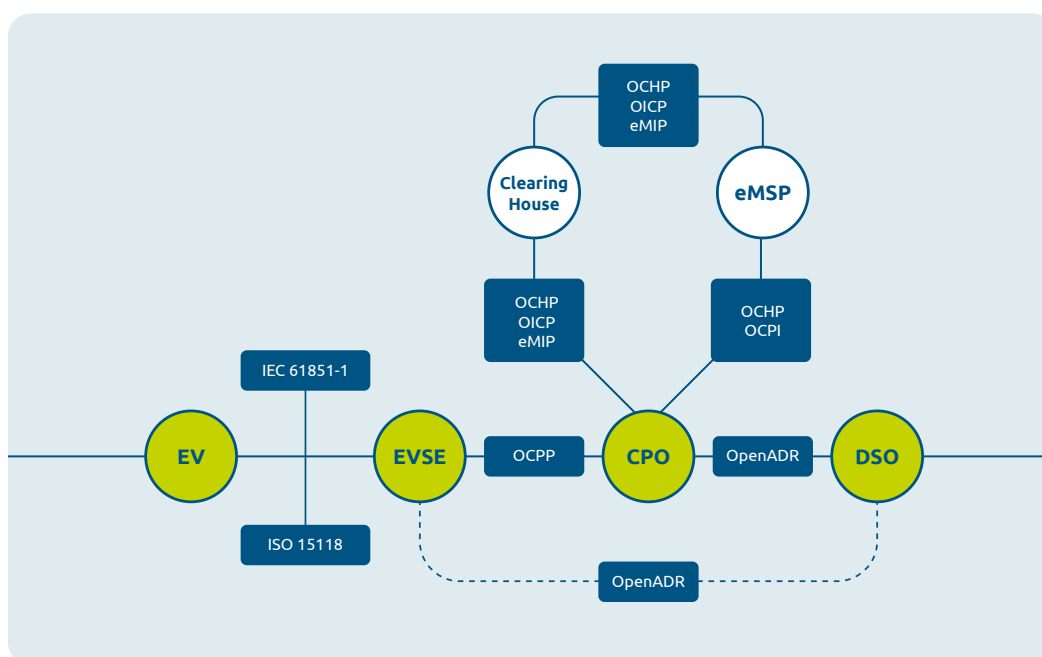 OCHP
OICP
eMIP
Clearing
House
eMSP
OCHP
OICP
eMIP
OCHP
OCPI
IEC 61851-1
EV
EVSE
OCPP
CPO
OpenADR
DSO
ISO 15118
OpenADR